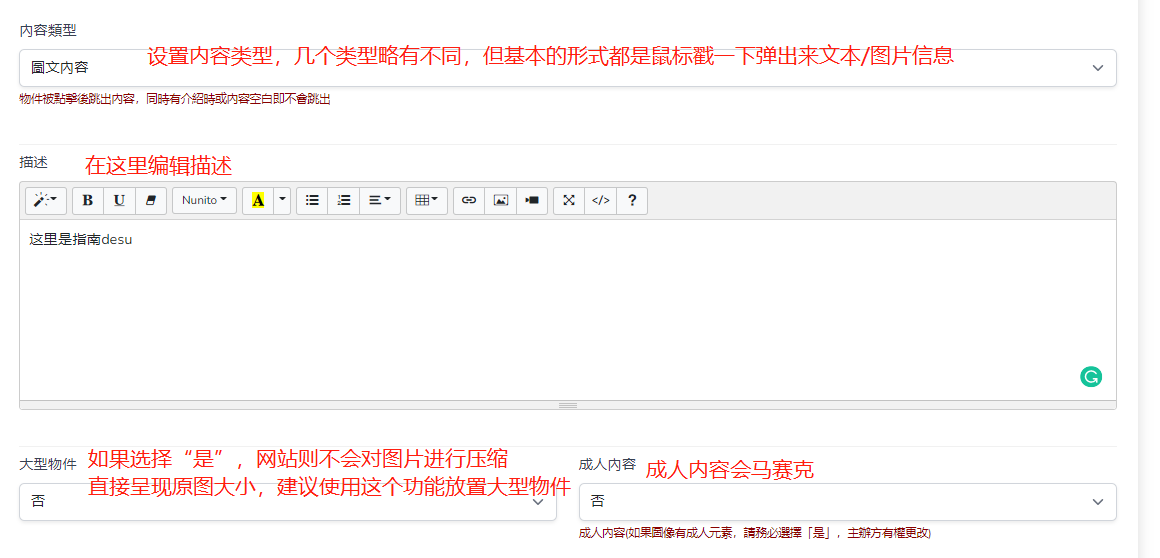 内容類型
设置内容类型，几个类型略有不同，但基本的形式都是鼠标戳一下弹出来文本/图片信息
圖文內容
物件被點擊後跳出內容，同時有介紹時或內容空白即不會跳出
描述
在这里编辑描述
B U Nunito A </> ?
这里是指南desu
大型物件
如果选择“是”，网站则不会对图片进行压缩
直接呈现原图大小，建议使用这个功能放置大型物件
否
成人內容
成人内容会马赛克
否
成人內容(如果圖像有成人元素，請務必選擇「是」，主辦方有權更改)